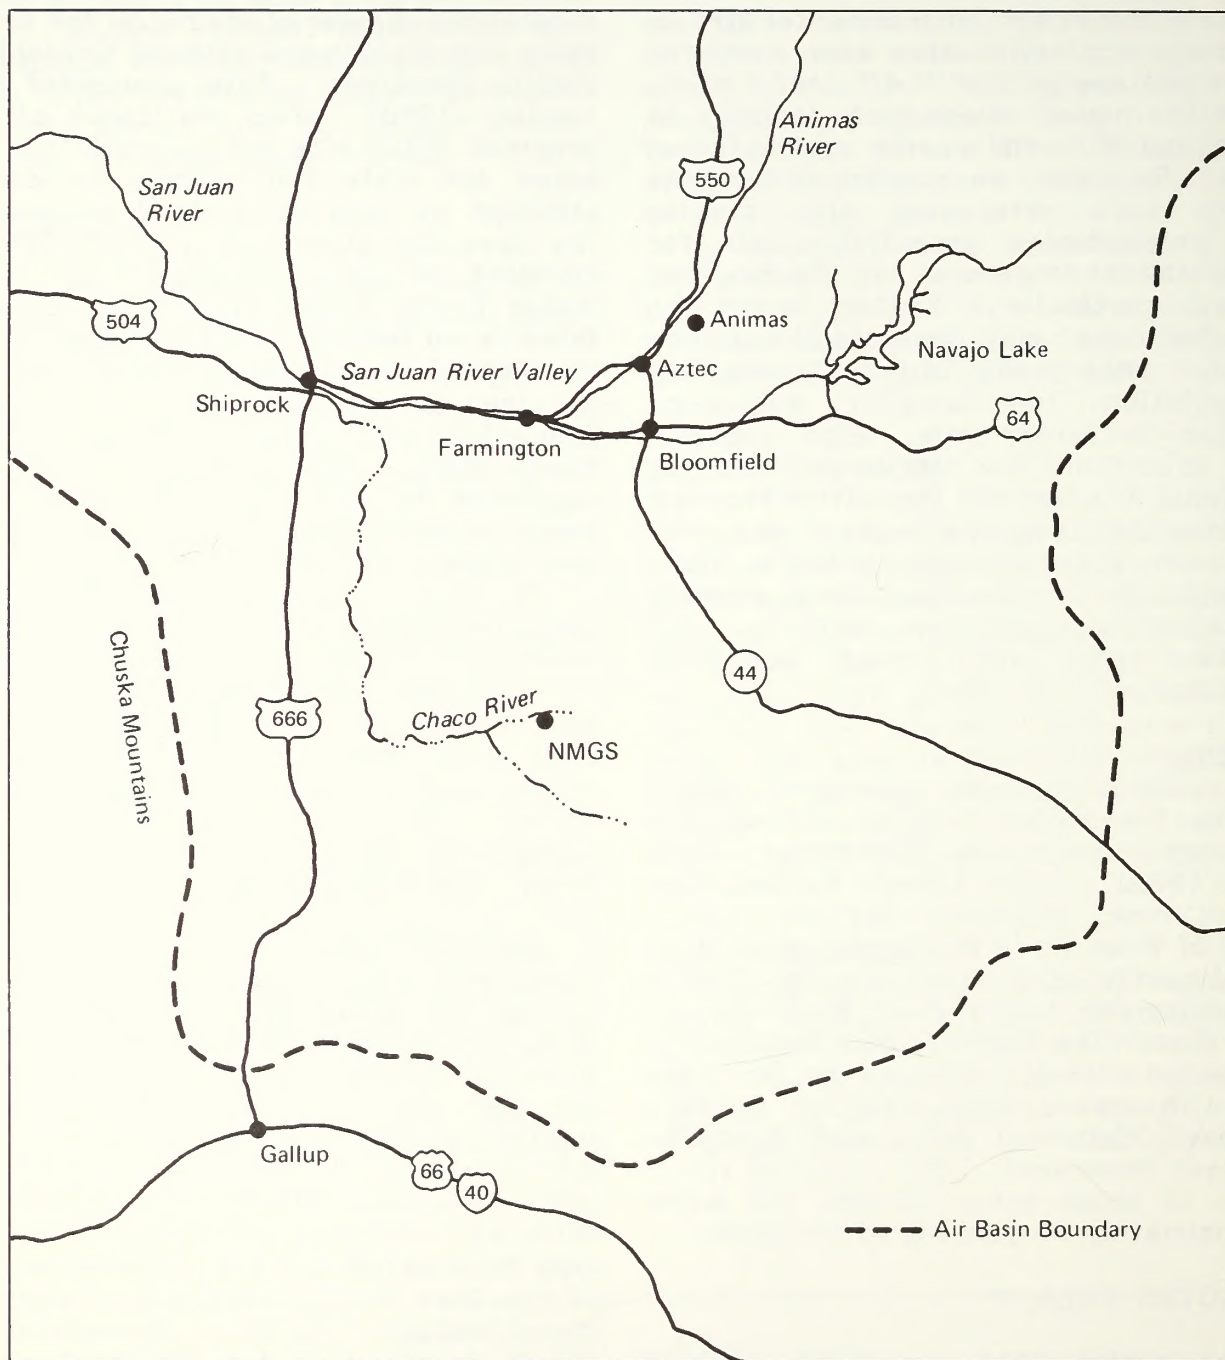 Animas
River
San Juan
River
550
504
Animas
Navajo Lake
San Juan River Valley
Aztec
Shiprock
64
Farmington
Bloomfield
Chuska Mountains
44
Chaco River
666
NMGS
Gallup
66
40
Air Basin Boundary